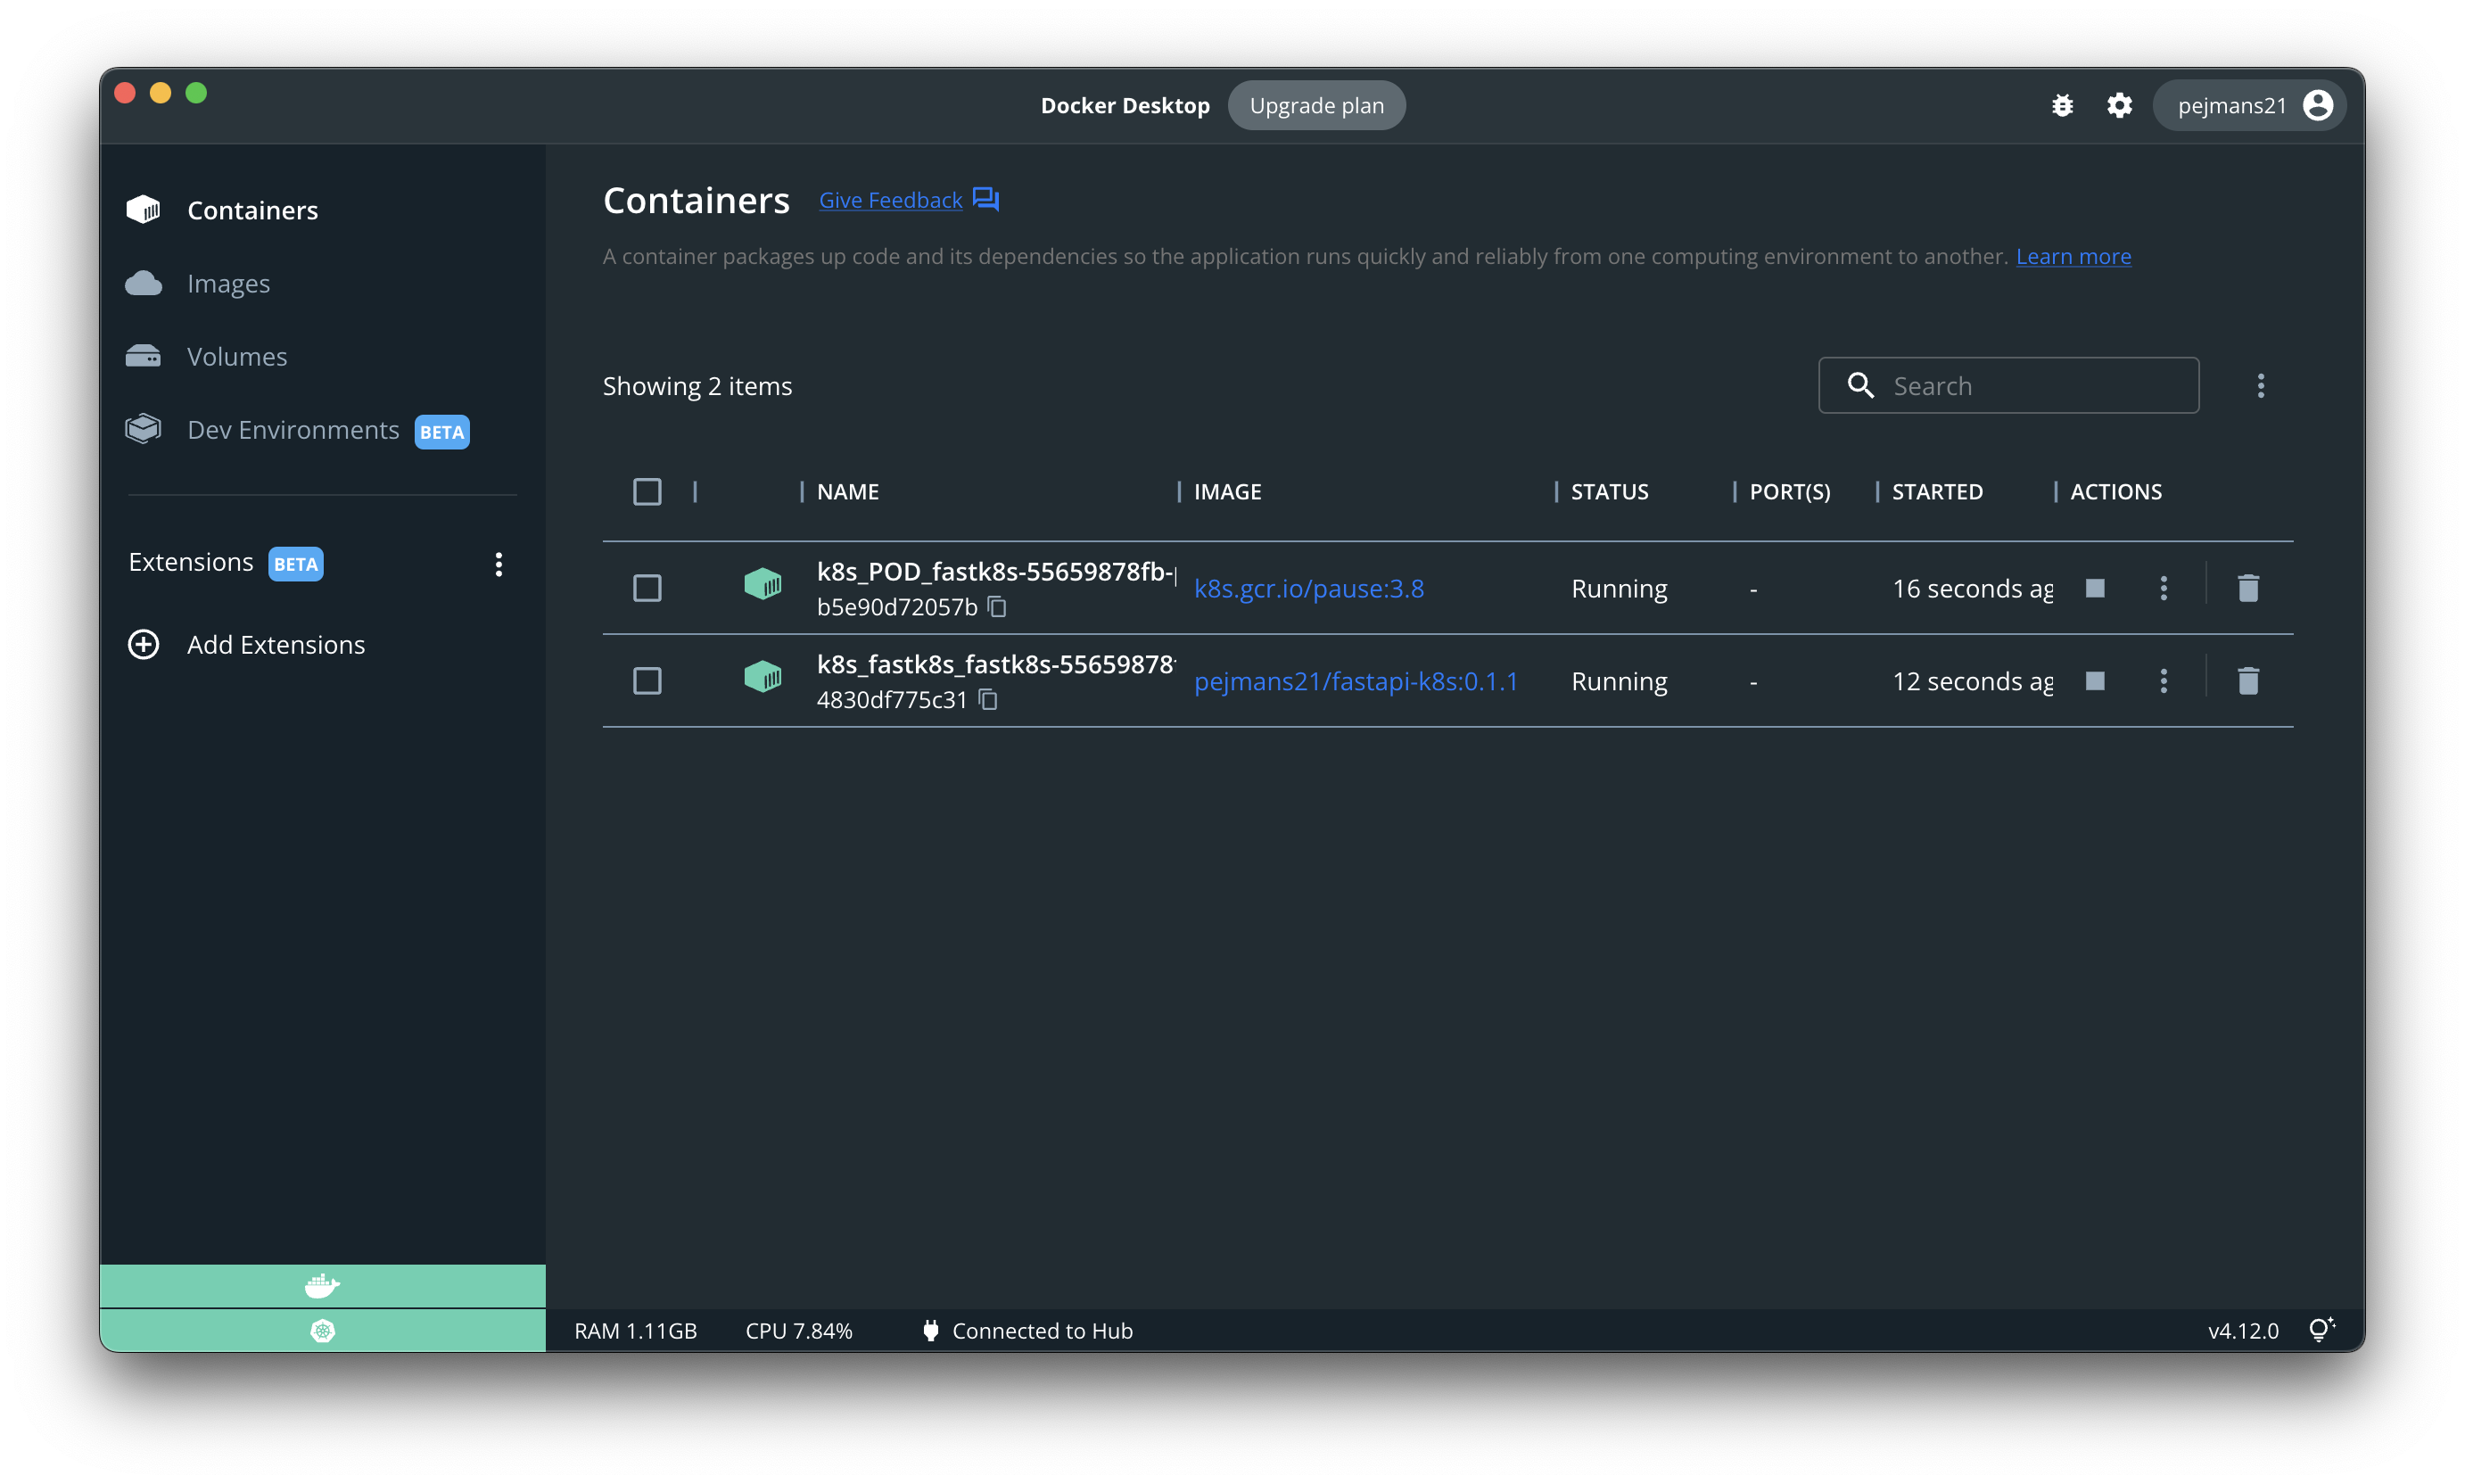 Docker Desktop Upgrade plan pejmans21
Containers
Images
Volumes
Dev Environments BETA
Extensions BETA
Add Extensions
Containers Give Feedback
A container packages up code and its dependencies so the application runs quickly and reliably from one computing environment to another. Learn more
Showing 2 items Search
NAME IMAGE STATUS PORT(S) STARTED ACTIONS
k8s_POD_fastk8s-55659878fb- k8s.gcr.io/pause:3.8 Running - 16 seconds ag
b5e90d72057b
k8s_fastk8s_fastk8s-55659878 pejmans21/fastapi-k8s:0.1.1 Running - 12 seconds ag
4830df775c31
RAM 1.11GB CPU 7.84% Connected to Hub v4.12.0